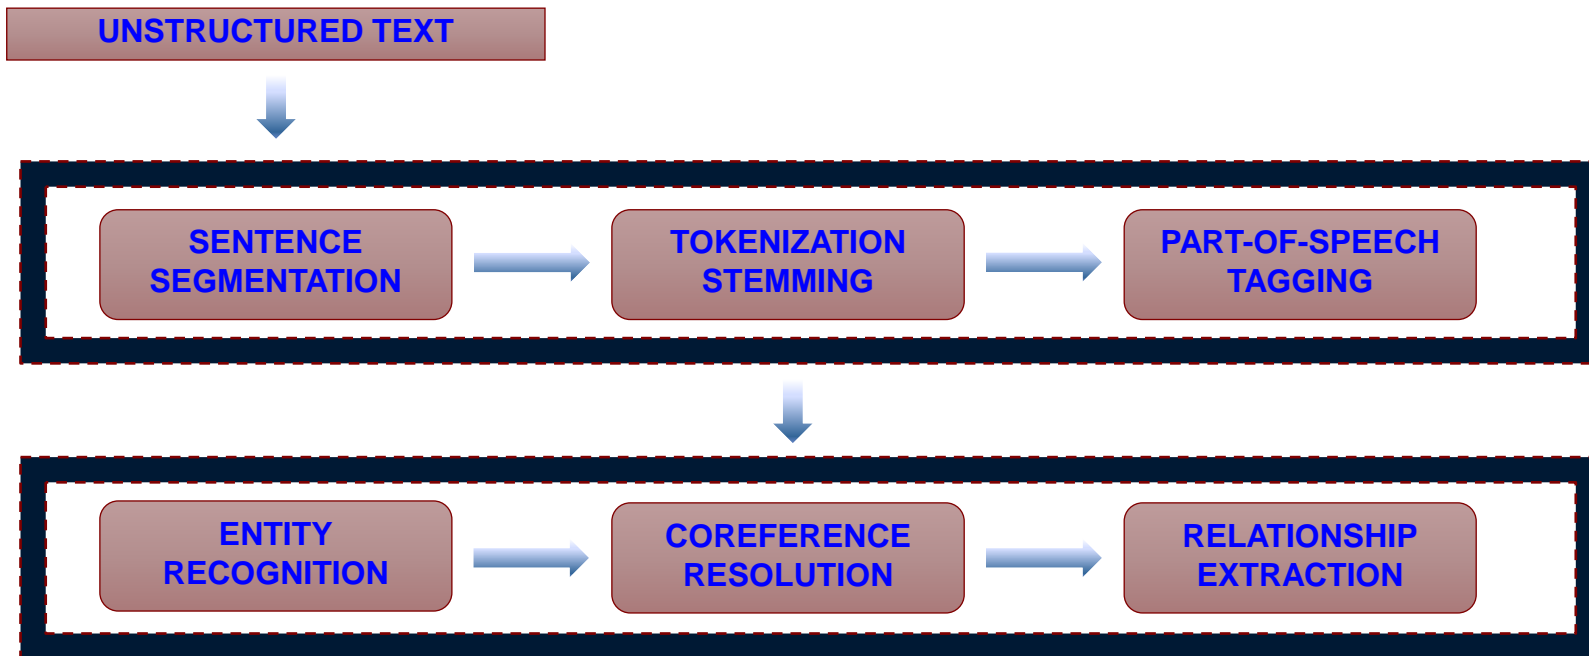 UNSTRUCTURED TEXT
SENTENCE
SEGMENTATION
TOKENIZATION
STEMMING
PART-OF-SPEECH
TAGGING
ENTITY
RECOGNITION
COREFERENCE
RESOLUTION
RELATIONSHIP
EXTRACTION